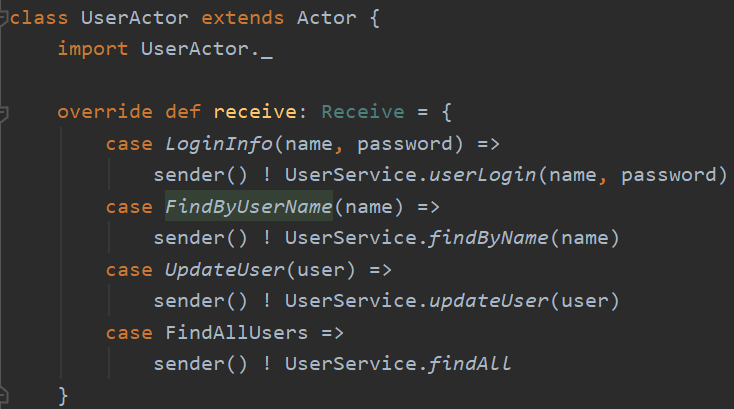 class UserActor extends Actor {
import UserActor._
override def receive: Receive = {
case LoginInfo(name, password) =>
sender() ! UserService.userLogin(name, password)
case FindByUserName(name) =>
sender() ! UserService.findByName(name)
case UpdateUser(user) =>
sender() ! UserService.updateUser(user)
case FindAllUsers =>
sender() ! UserService.findAll
}